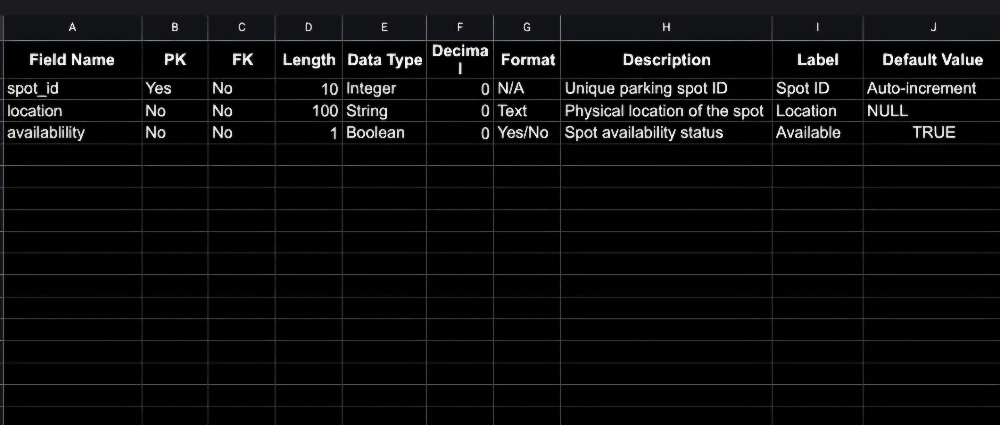 A B C D E F G H I J
Field Name PK FK Length Data Type Decimal Format Description Label Default Value
spot_id Yes No 10 Integer 0 N/A Unique parking spot ID Spot ID Auto-increment
location No No 100 String 0 Text Physical location of the spot Location NULL
availablility No No 1 Boolean 0 Yes/No Spot availability status Available TRUE